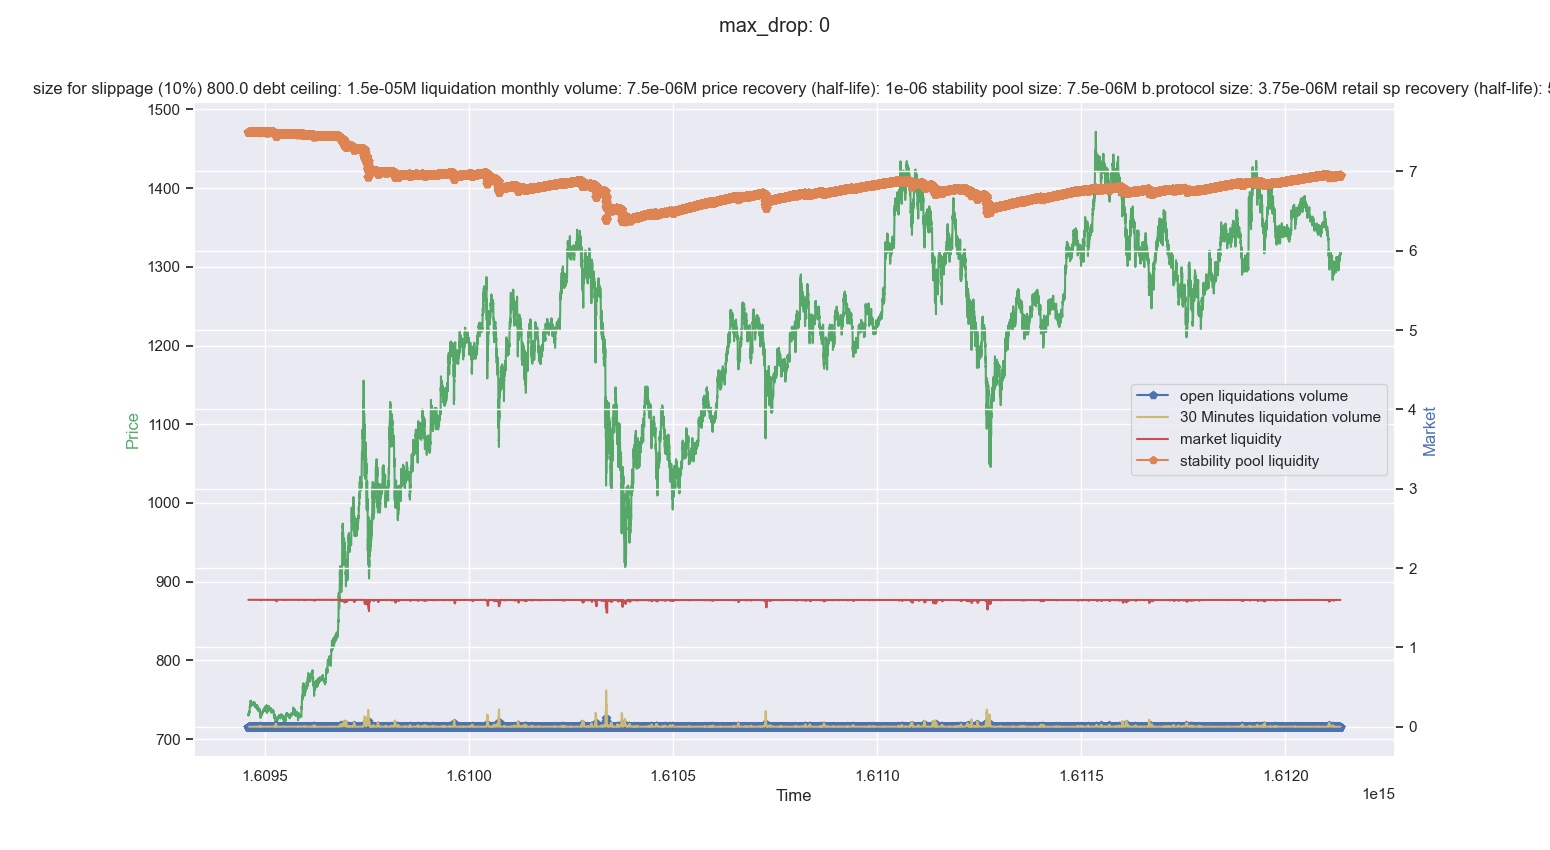 max_drop: 0
size for slippage (10%) 800.0 debt ceiling: 1.5e-05M liquidation monthly volume: 7.5e-06M price recovery (half-life): 1e-06 stability pool size: 7.5e-06M b.protocol size: 3.75e-06M retail sp recovery (half-life):
1500
1400
1300
1200
1100
1000
900
800
700
Price
7
6
5
4
3
2
1
0
Market
open liquidations volume
30 Minutes liquidation volume
market liquidity
stability pool liquidity
1.6095
1.6100
1.6105
1.6110
1.6115
1.6120
Time
1e15